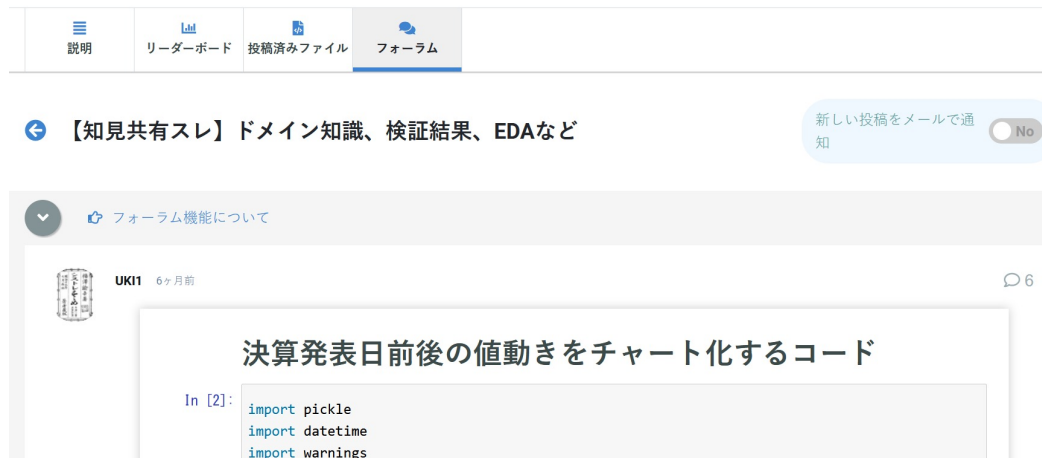 説明
リーダーボード
投稿済みファイル
フォーラム
【知見共有スレ】ドメイン知識、検証結果、EDAなど
新しい投稿をメールで通
知
No
フォーラム機能について
UKI1 6ヶ月前
6
決算発表日前後の値動きをチャート化するコード
In [2]:
import pickle
import datetime
import warnings